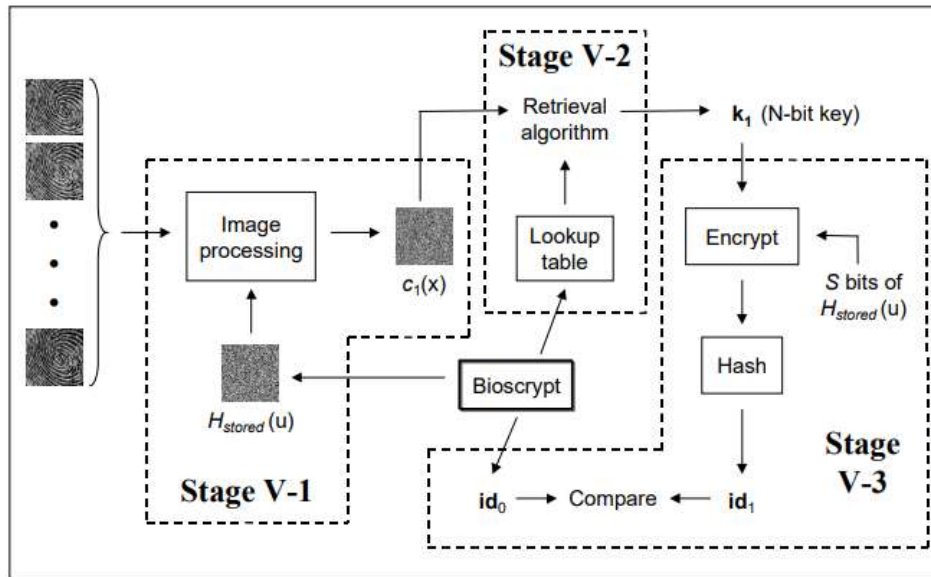 Stage V-2
Retrieval
algorithm
k₁ (N-bit key)
Image
processing
c₁(x)
Lookup
table
Encrypt
S bits of
Hstored (u)
Hstored (u)
Bioscrypt
Hash
Stage V-1
Stage
V-3
id₀
Compare
id₁